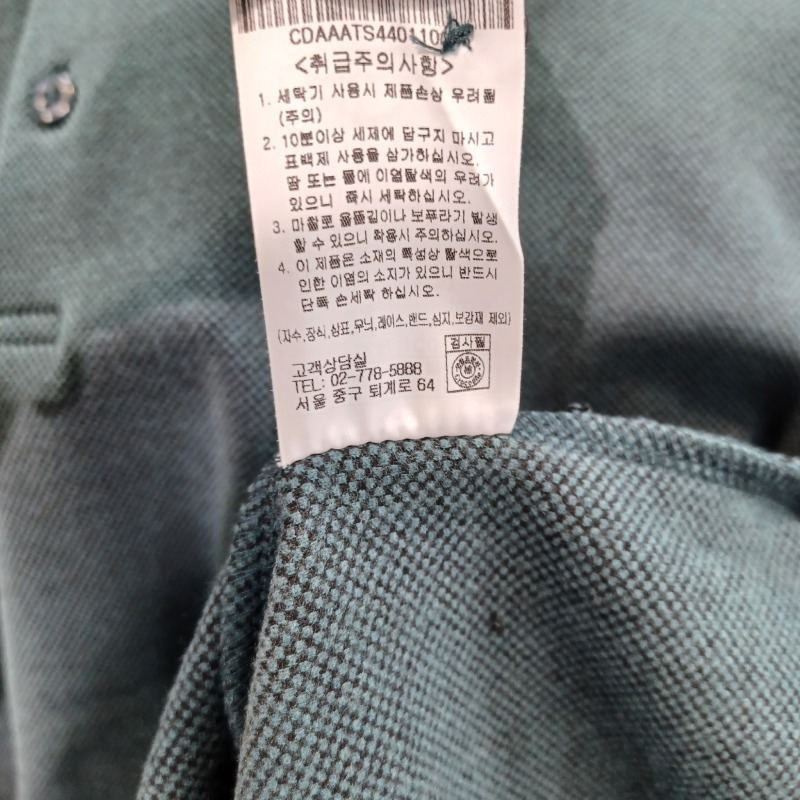 CDAAATS440110
<취급주의사항>
1. 세탁기 사용시 제품손상 우려됨
(주의)
2. 10분이상 세제에 담구지 마시고
표백제 사용을 삼가하십시오.
땀 또는 물에 이염탈색의 우려가
있으니 즉시 세탁하십시오.
3. 마찰로 올뜯김이나 보푸라기 발생
할 수 있으니 착용시 주의하십시오.
4. 이 제품은 소재의 특성상 탈색으로
인한 이염의 소지가 있으니 반드시
단독 손세탁 하십시오.
(자수,장식,상표,무늬,레이스,밴드,심지,보강재 제외)
검사필
고객상담실
TEL: 02-778-5888
서울 중구 퇴계로 64